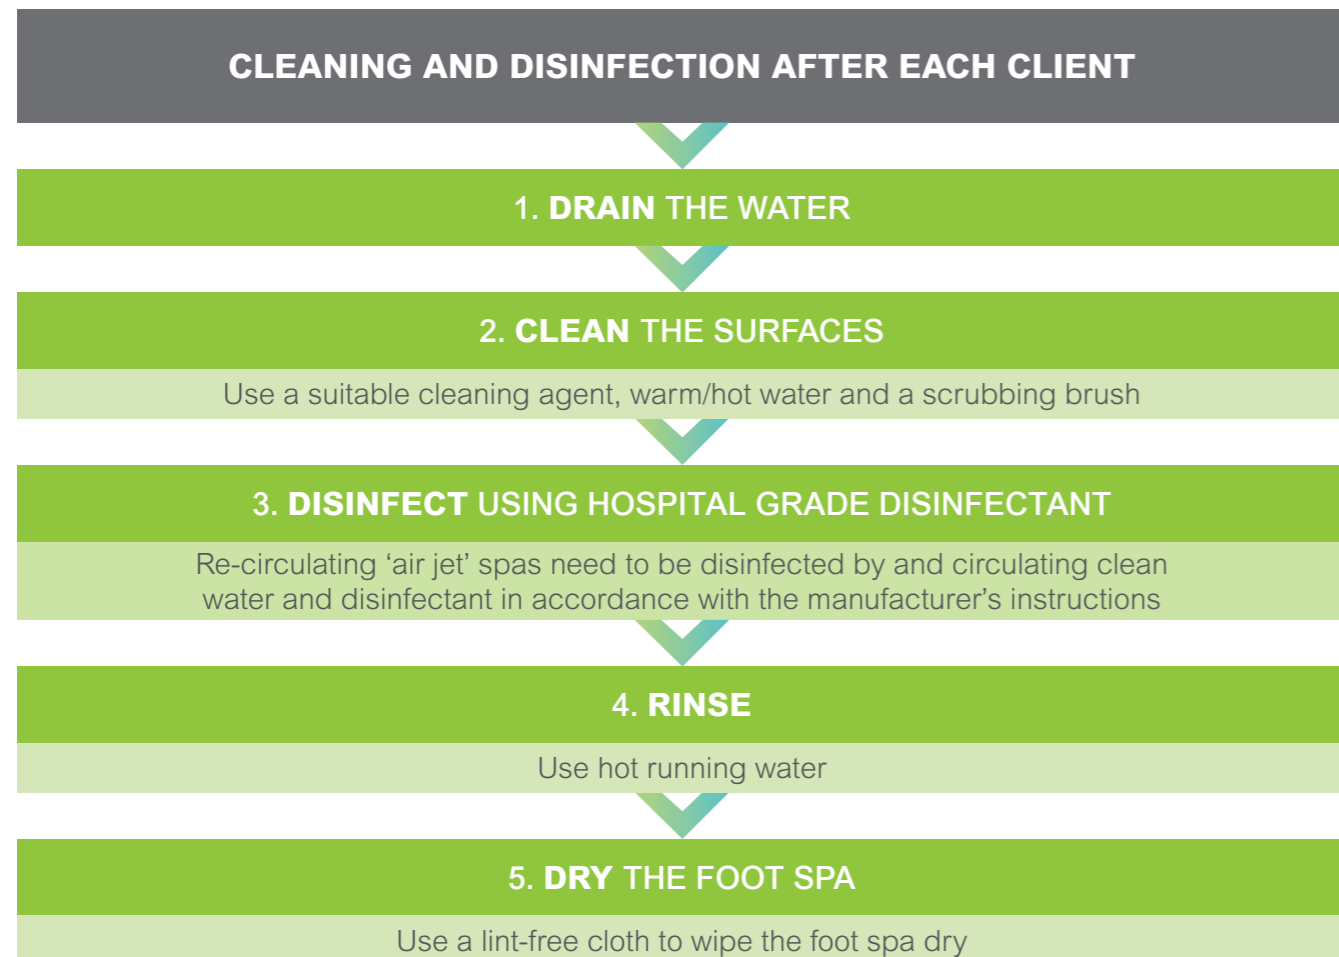 CLEANING AND DISINFECTION AFTER EACH CLIENT
1. DRAIN THE WATER
2. CLEAN THE SURFACES
Use a suitable cleaning agent, warm/hot water and a scrubbing brush
3. DISINFECT USING HOSPITAL GRADE DISINFECTANT
Re-circulating ‘air jet’ spas need to be disinfected by and circulating clean
water and disinfectant in accordance with the manufacturer’s instructions
4. RINSE
Use hot running water
5. DRY THE FOOT SPA
Use a lint-free cloth to wipe the foot spa dry